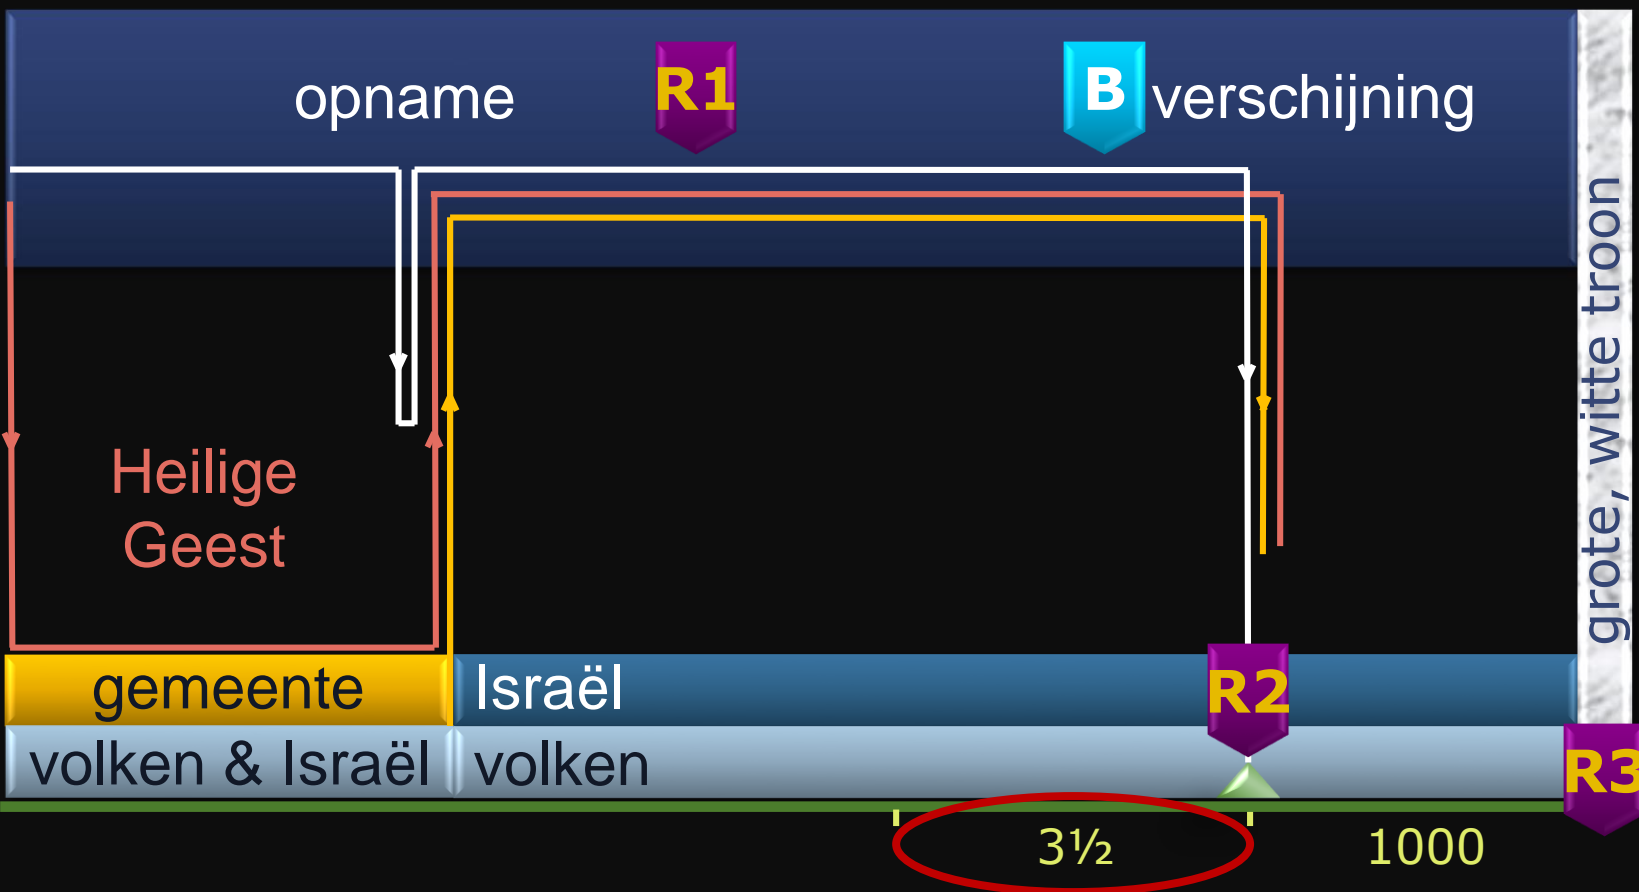 opname
R1
B
verschijning
grote, witte troon
Heilige
Geest
gemeente
Israël
R2
volken & Israël
volken
R3
3½
1000